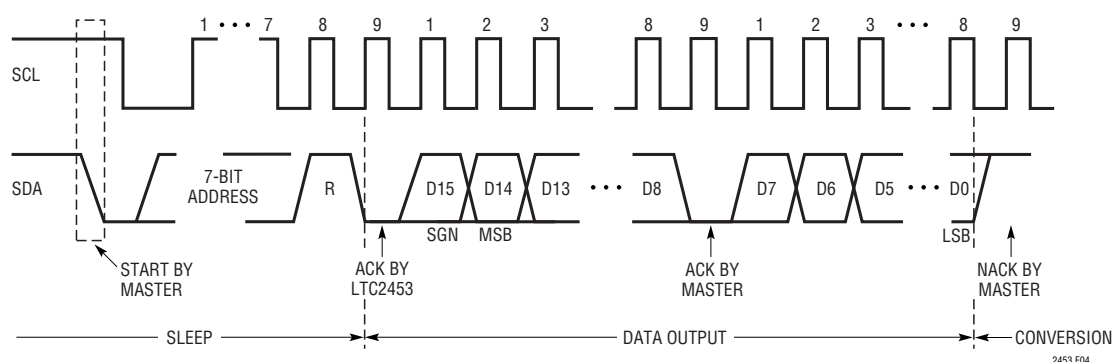 1 • • • 7 8 9 1 2 3 8 9 1 2 3 • • • 8 9
SCL
SDA
7-BIT
ADDRESS
R D15 D14 D13 • • • D8 D7 D6 D5 • • • D0
SGN MSB LSB
START BY
MASTER
ACK BY
LTC2453
ACK BY
MASTER
NACK BY
MASTER
SLEEP DATA OUTPUT CONVERSION
2453 F04